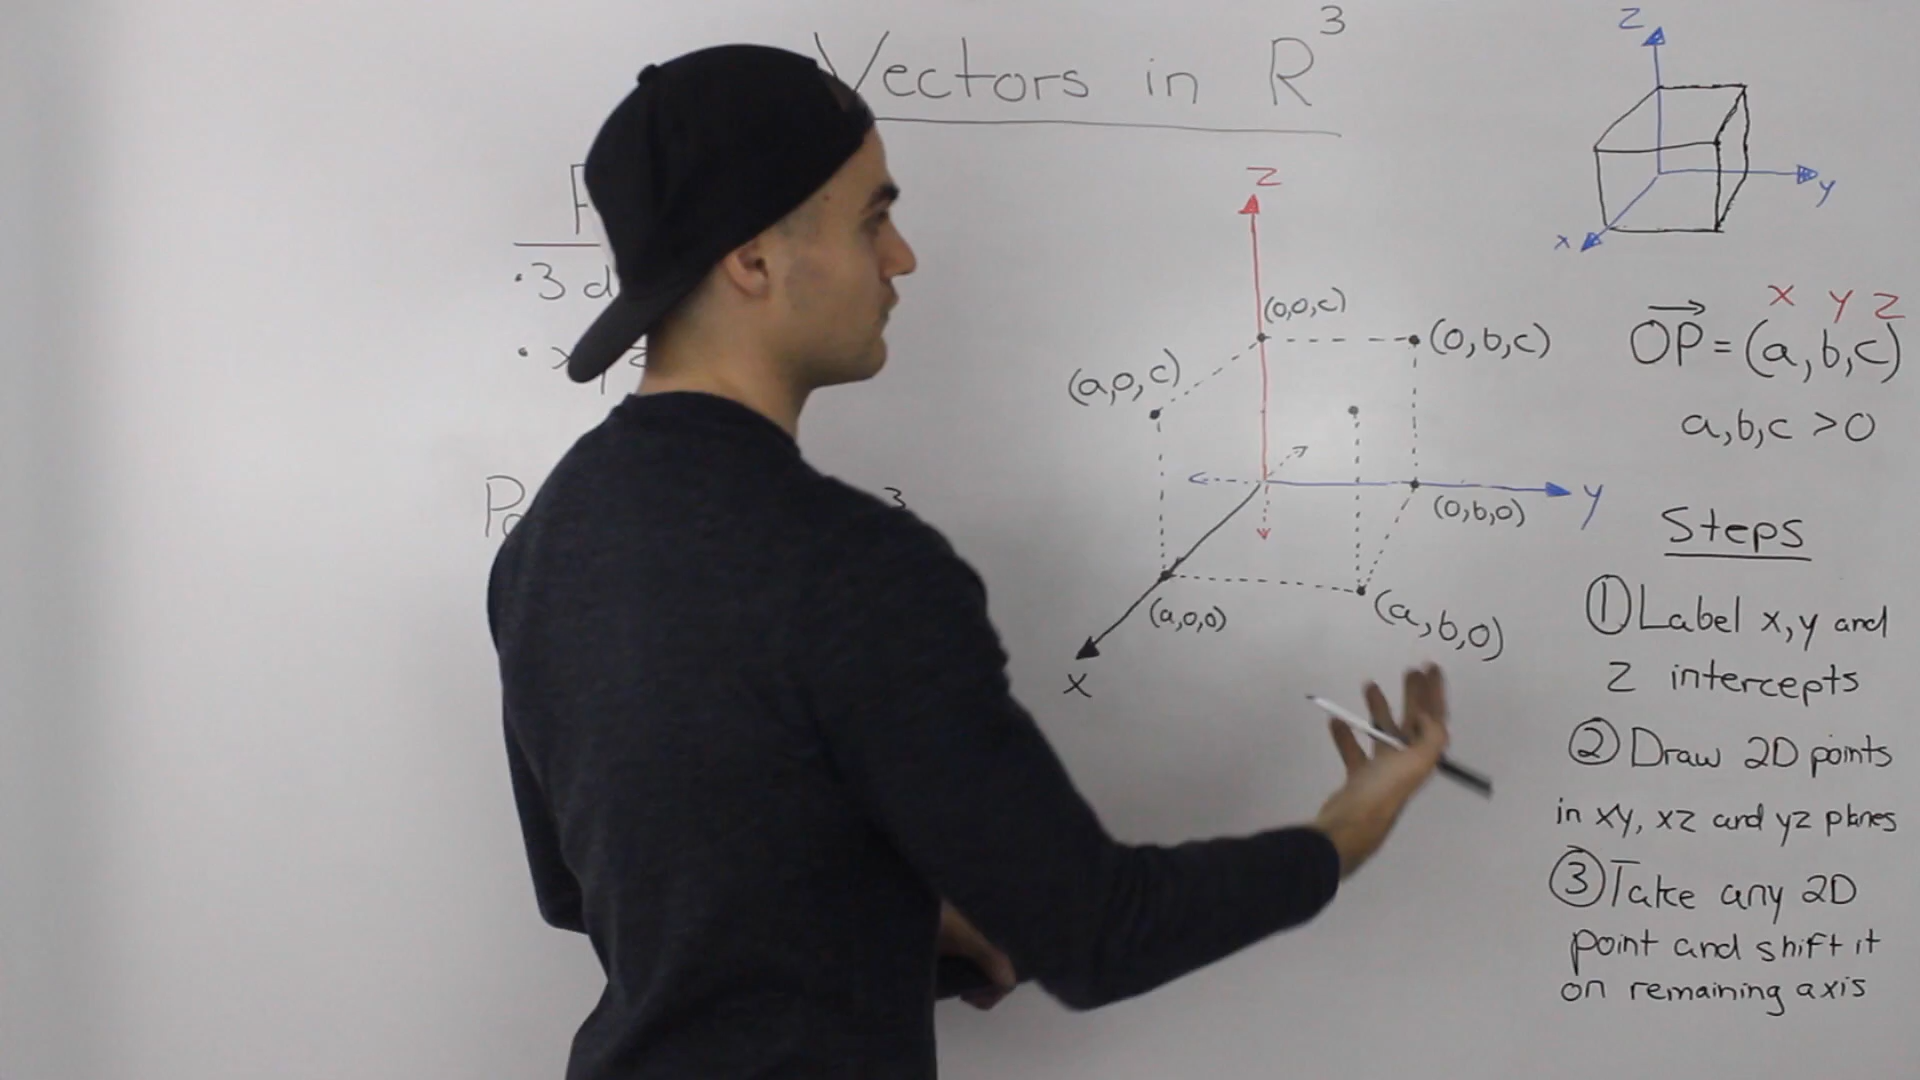 Vectors in R³
· 3 d
3
z
(0,0,c)
(0,b,c)
(a,0,c)
y
(0,b,0)
(a,0,0)
(a,b,0)
x
z
y
x
x y z
OP = (a,b,c)
a,b,c > 0
Steps
① Label x,y and
z intercepts
② Draw 2D points
in xy, xz and yz planes
③ Take any 2D
point and shift it
on remaining axis